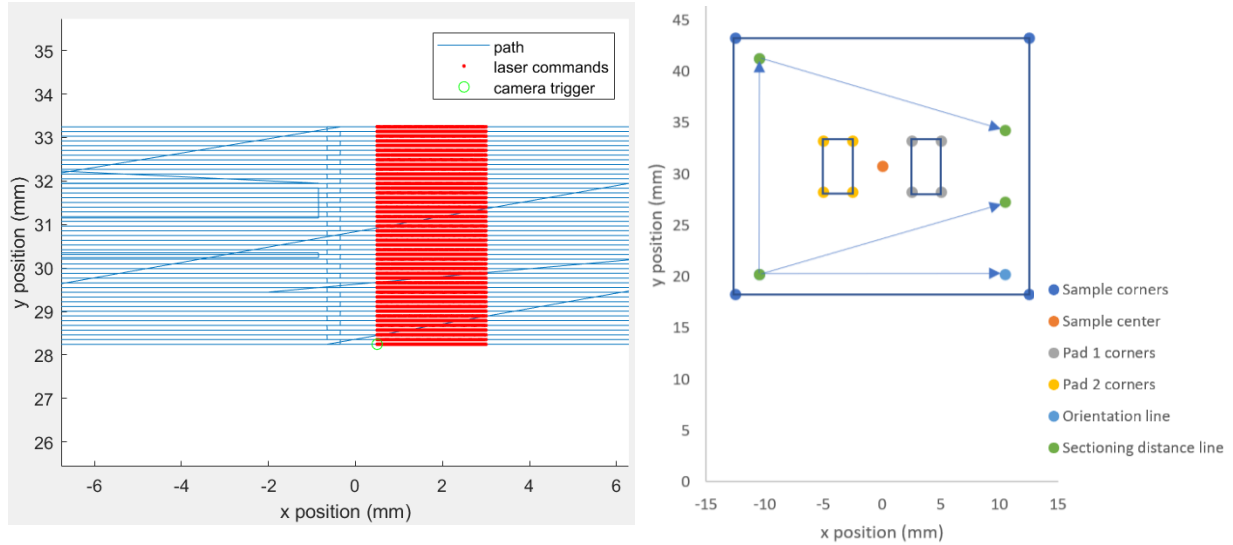 35
34
33
32
31
30
29
28
27
26
y position (mm)
-6
-4
-2
0
2
4
6
x position (mm)
path
laser commands
camera trigger
45
40
35
30
25
20
15
10
5
0
y position (mm)
-15
-10
-5
0
5
10
15
x position (mm)
Sample corners
Sample center
Pad 1 corners
Pad 2 corners
Orientation line
Sectioning distance line